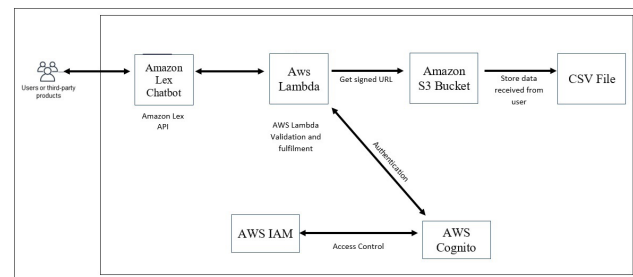 Users or third-party
products
Amazon
Lex
Chatbot
Amazon Lex
API
Aws
Lambda
AWS Lambda
Validation and
fulfilment
Get signed URL
Amazon
S3 Bucket
Store data
received from
user
CSV File
Authentication
AWS IAM
Access Control
AWS
Cognito